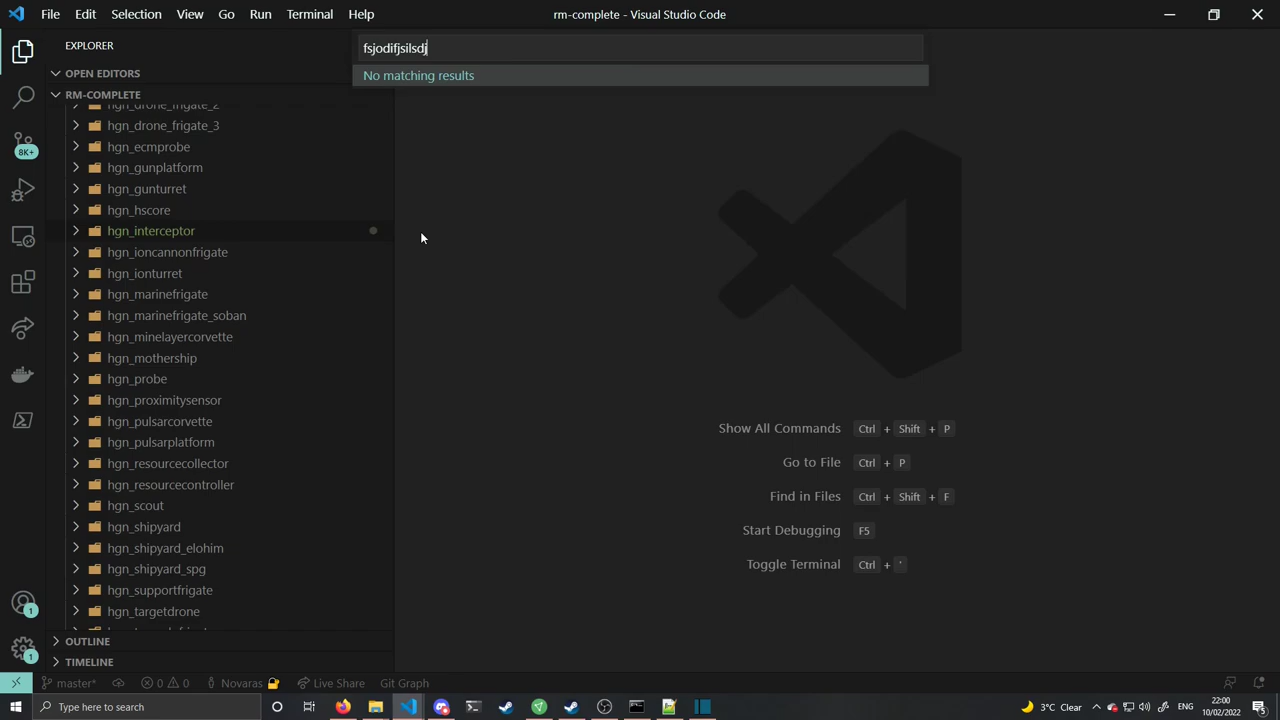 File Edit Selection View Go Run Terminal Help rm-complete - Visual Studio Code
EXPLORER
fsjodifjsilsdj
No matching results
OPEN EDITORS
RM-COMPLETE
hgn_drone_frigate_2
hgn_drone_frigate_3
hgn_ecmprobe
8K+
hgn_gunplatform
hgn_gunturret
hgn_hscore
hgn_interceptor
hgn_ioncannonfrigate
hgn_ionturret
hgn_marinefrigate
hgn_marinefrigate_soban
hgn_minelayercorvette
hgn_mothership
hgn_probe
hgn_proximitysensor
hgn_pulsarcorvette
hgn_pulsarplatform
hgn_resourcecollector
hgn_resourcecontroller
hgn_scout
hgn_shipyard
hgn_shipyard_elohim
hgn_shipyard_spg
hgn_supportfrigate
hgn_targetdrone
Show All Commands Ctrl + Shift + P
Go to File Ctrl + P
Find in Files Ctrl + Shift + F
Start Debugging F5
Toggle Terminal Ctrl + '
1
OUTLINE
1
TIMELINE
master* 0 0 Novaras Live Share Git Graph
Type here to search
3°C Clear ENG
22:00
10/02/2022